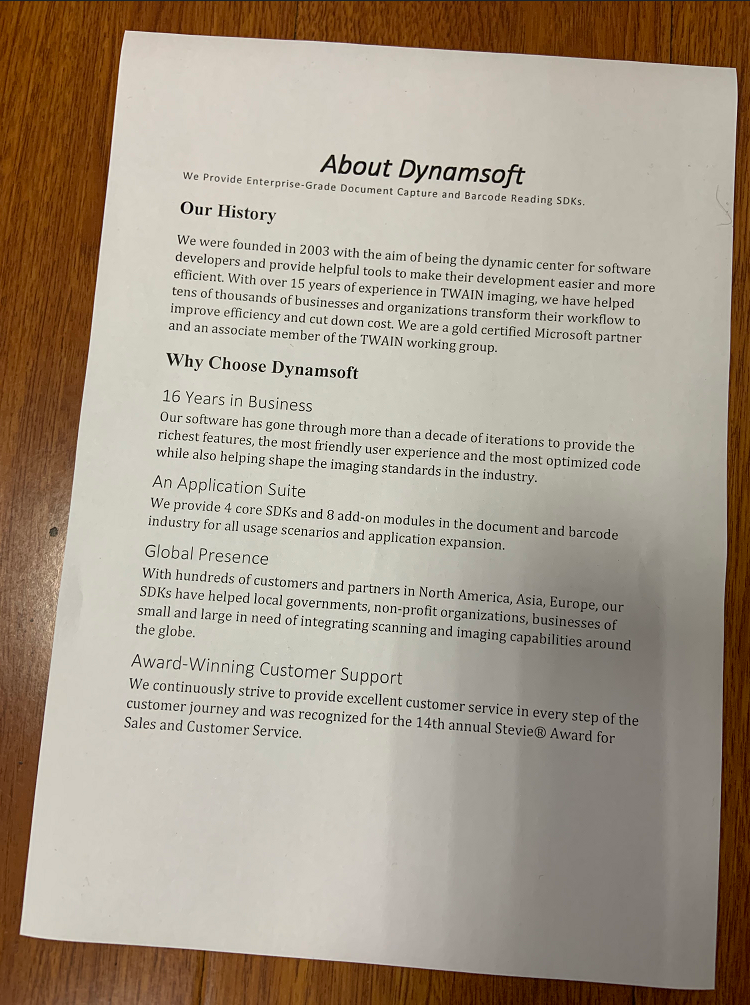 About Dynamsoft
We Provide Enterprise-Grade Document Capture and Barcode Reading SDKs.
Our History
We were founded in 2003 with the aim of being the dynamic center for software
developers and provide helpful tools to make their development easier and more
efficient. With over 15 years of experience in TWAIN imaging, we have helped
tens of thousands of businesses and organizations transform their workflow to
improve efficiency and cut down cost. We are a gold certified Microsoft partner
and an associate member of the TWAIN working group.
Why Choose Dynamsoft
16 Years in Business
Our software has gone through more than a decade of iterations to provide the
richest features, the most friendly user experience and the most optimized code
while also helping shape the imaging standards in the industry.
An Application Suite
We provide 4 core SDKs and 8 add-on modules in the document and barcode
industry for all usage scenarios and application expansion.
Global Presence
With hundreds of customers and partners in North America, Asia, Europe, our
SDKs have helped local governments, non-profit organizations, businesses of
small and large in need of integrating scanning and imaging capabilities around
the globe.
Award-Winning Customer Support
We continuously strive to provide excellent customer service in every step of the
customer journey and was recognized for the 14th annual Stevie® Award for
Sales and Customer Service.